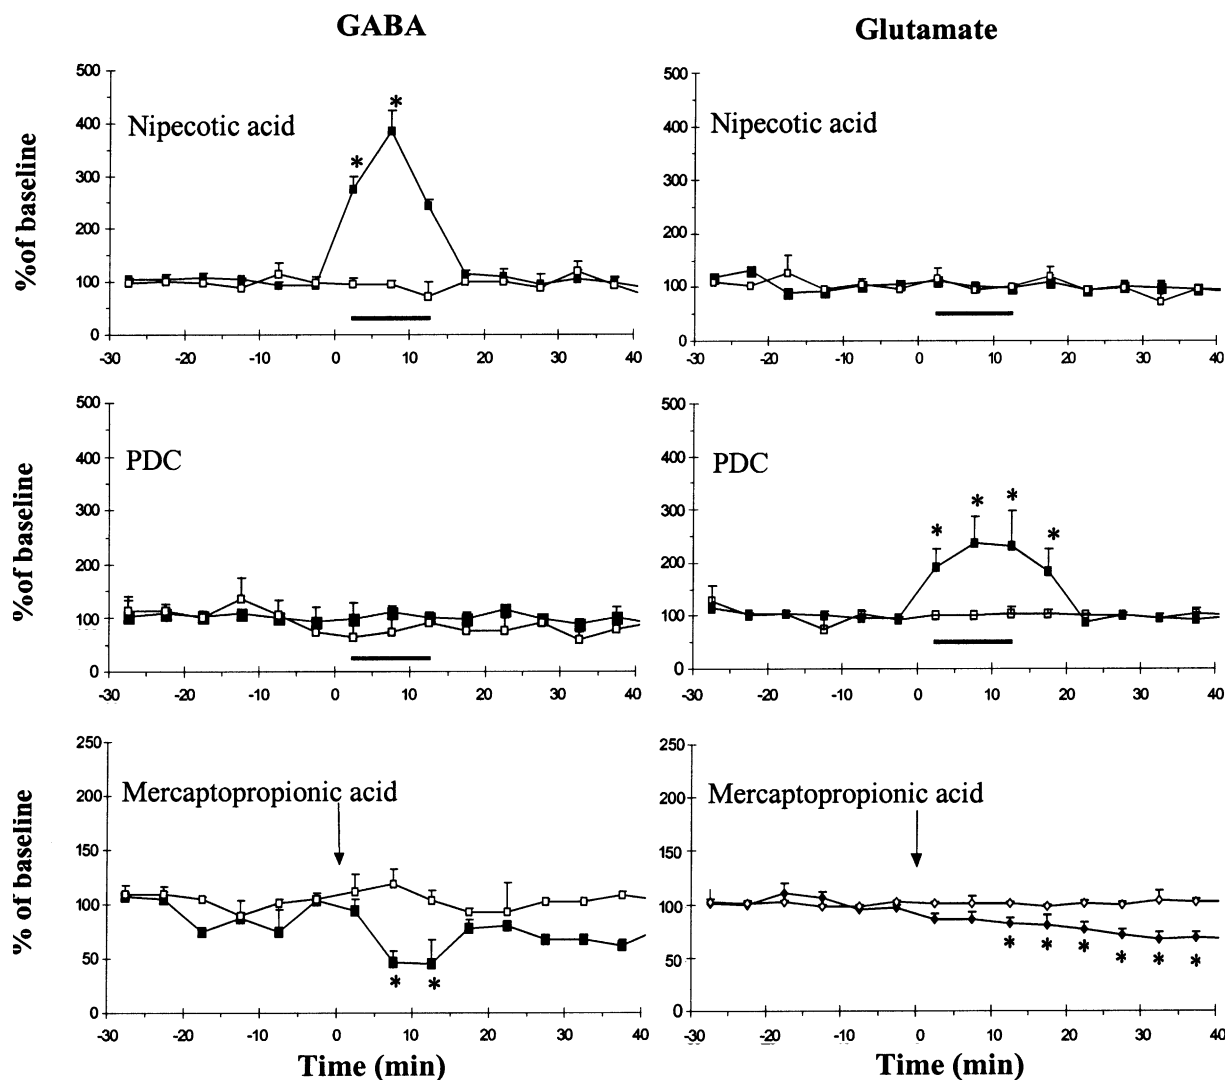 GABA
Glutamate
%of baseline
500
400
300
200
100
0
Nipecotic acid
*
*
-30 -20 -10 0 10 20 30 40
500
400
300
200
100
0
Nipecotic acid
-30 -20 -10 0 10 20 30 40
%of baseline
500
400
300
200
100
0
PDC
-30 -20 -10 0 10 20 30 40
500
400
300
200
100
0
PDC
* * * *
-30 -20 -10 0 10 20 30 40
% of baseline
250
200
150
100
50
0
Mercaptopropionic acid
* *
-30 -20 -10 0 10 20 30 40
Time (min)
250
200
150
100
50
0
Mercaptopropionic acid
* * * * * *
-30 -20 -10 0 10 20 30 40
Time (min)